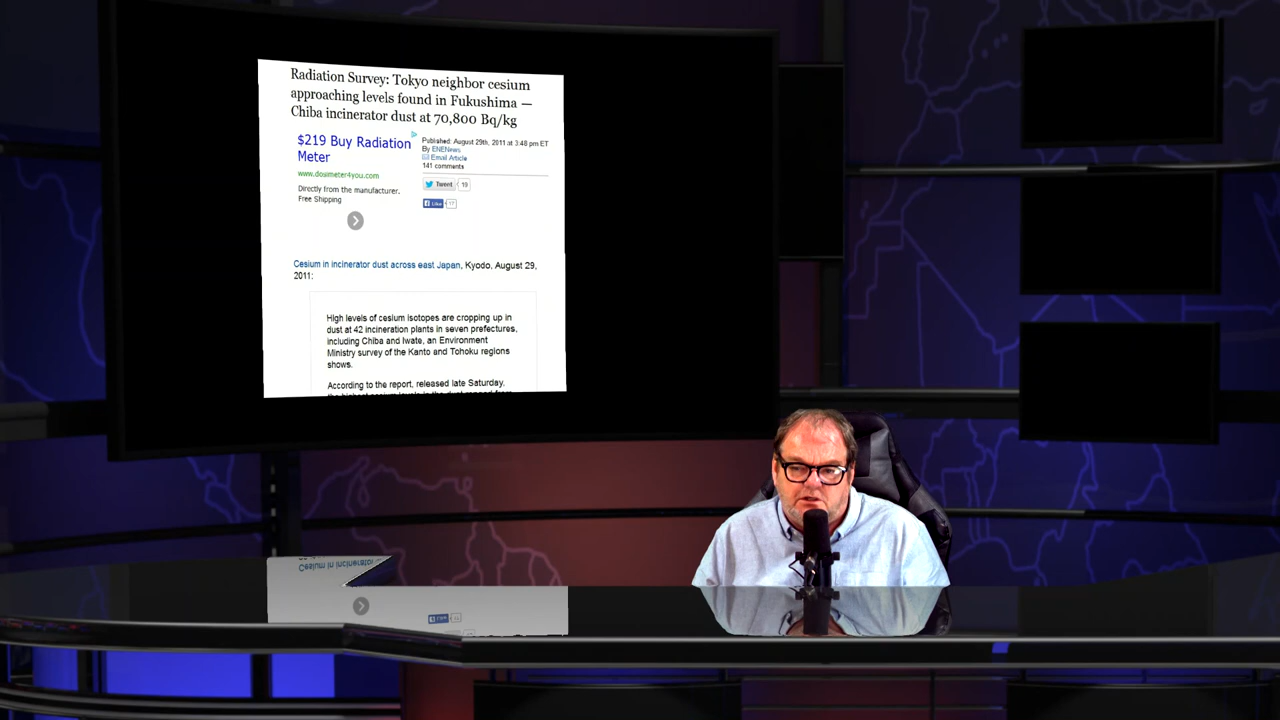 Radiation Survey: Tokyo neighbor cesium
approaching levels found in Fukushima —
Chiba incinerator dust at 70,800 Bq/kg
$219 Buy Radiation
Meter
www.dosimeter4you.com
Directly from the manufacturer.
Free Shipping
Published: August 29th, 2011 at 3:48 pm ET
By ENENews
Email Article
141 comments
Tweet 19
Like 17
Cesium in incinerator dust across east Japan, Kyodo, August 29,
2011:
High levels of cesium isotopes are cropping up in
dust at 42 incineration plants in seven prefectures,
including Chiba and Iwate, an Environment
Ministry survey of the Kanto and Tohoku regions
shows.
According to the report, released late Saturday,